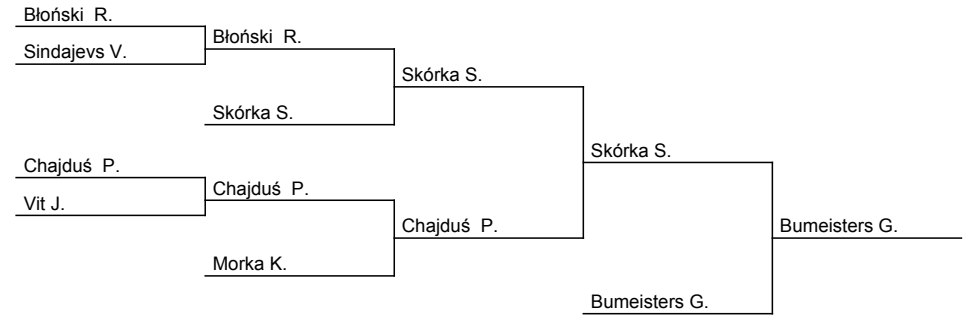 Błoński  R.
Sindajevs V.
Błoński  R.
Skórka S.
Skórka S.
Chajduś  P.
Vit J.
Chajduś  P.
Morka K.
Chajduś  P.
Skórka S.
Bumeisters G.
Bumeisters G.